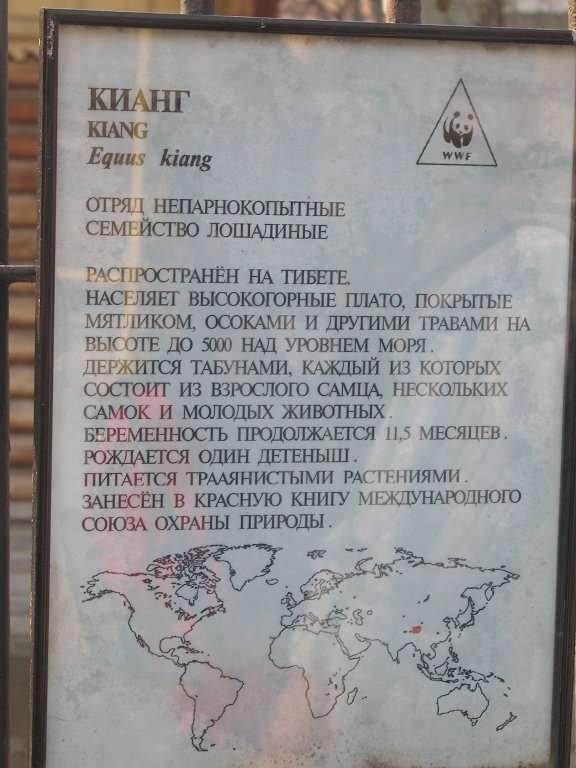 КИАНГ
KIANG
Equus kiang
WWF
ОТРЯД НЕПАРНОКОПЫТНЫЕ
СЕМЕЙСТВО ЛОШАДИНЫЕ
РАСПРОСТРАНЁН НА ТИБЕТЕ.
НАСЕЛЯЕТ ВЫСОКОГОРНЫЕ ПЛАТО, ПОКРЫТЫЕ
МЯТЛИКОМ, ОСОКАМИ И ДРУГИМИ ТРАВАМИ НА
ВЫСОТЕ ДО 5000 НАД УРОВНЕМ МОРЯ.
ДЕРЖИТСЯ ТАБУНАМИ, КАЖДЫЙ ИЗ КОТОРЫХ
СОСТОИТ ИЗ ВЗРОСЛОГО САМЦА, НЕСКОЛЬКИХ
САМОК И МОЛОДЫХ ЖИВОТНЫХ.
БЕРЕМЕННОСТЬ ПРОДОЛЖАЕТСЯ 11,5 МЕСЯЦЕВ.
РОЖДАЕТСЯ ОДИН ДЕТЕНЫШ.
ПИТАЕТСЯ ТРААЯНИСТЫМИ РАСТЕНИЯМИ.
ЗАНЕСЁН В КРАСНУЮ КНИГУ МЕЖДУНАРОДНОГО
СОЮЗА ОХРАНЫ ПРИРОДЫ.